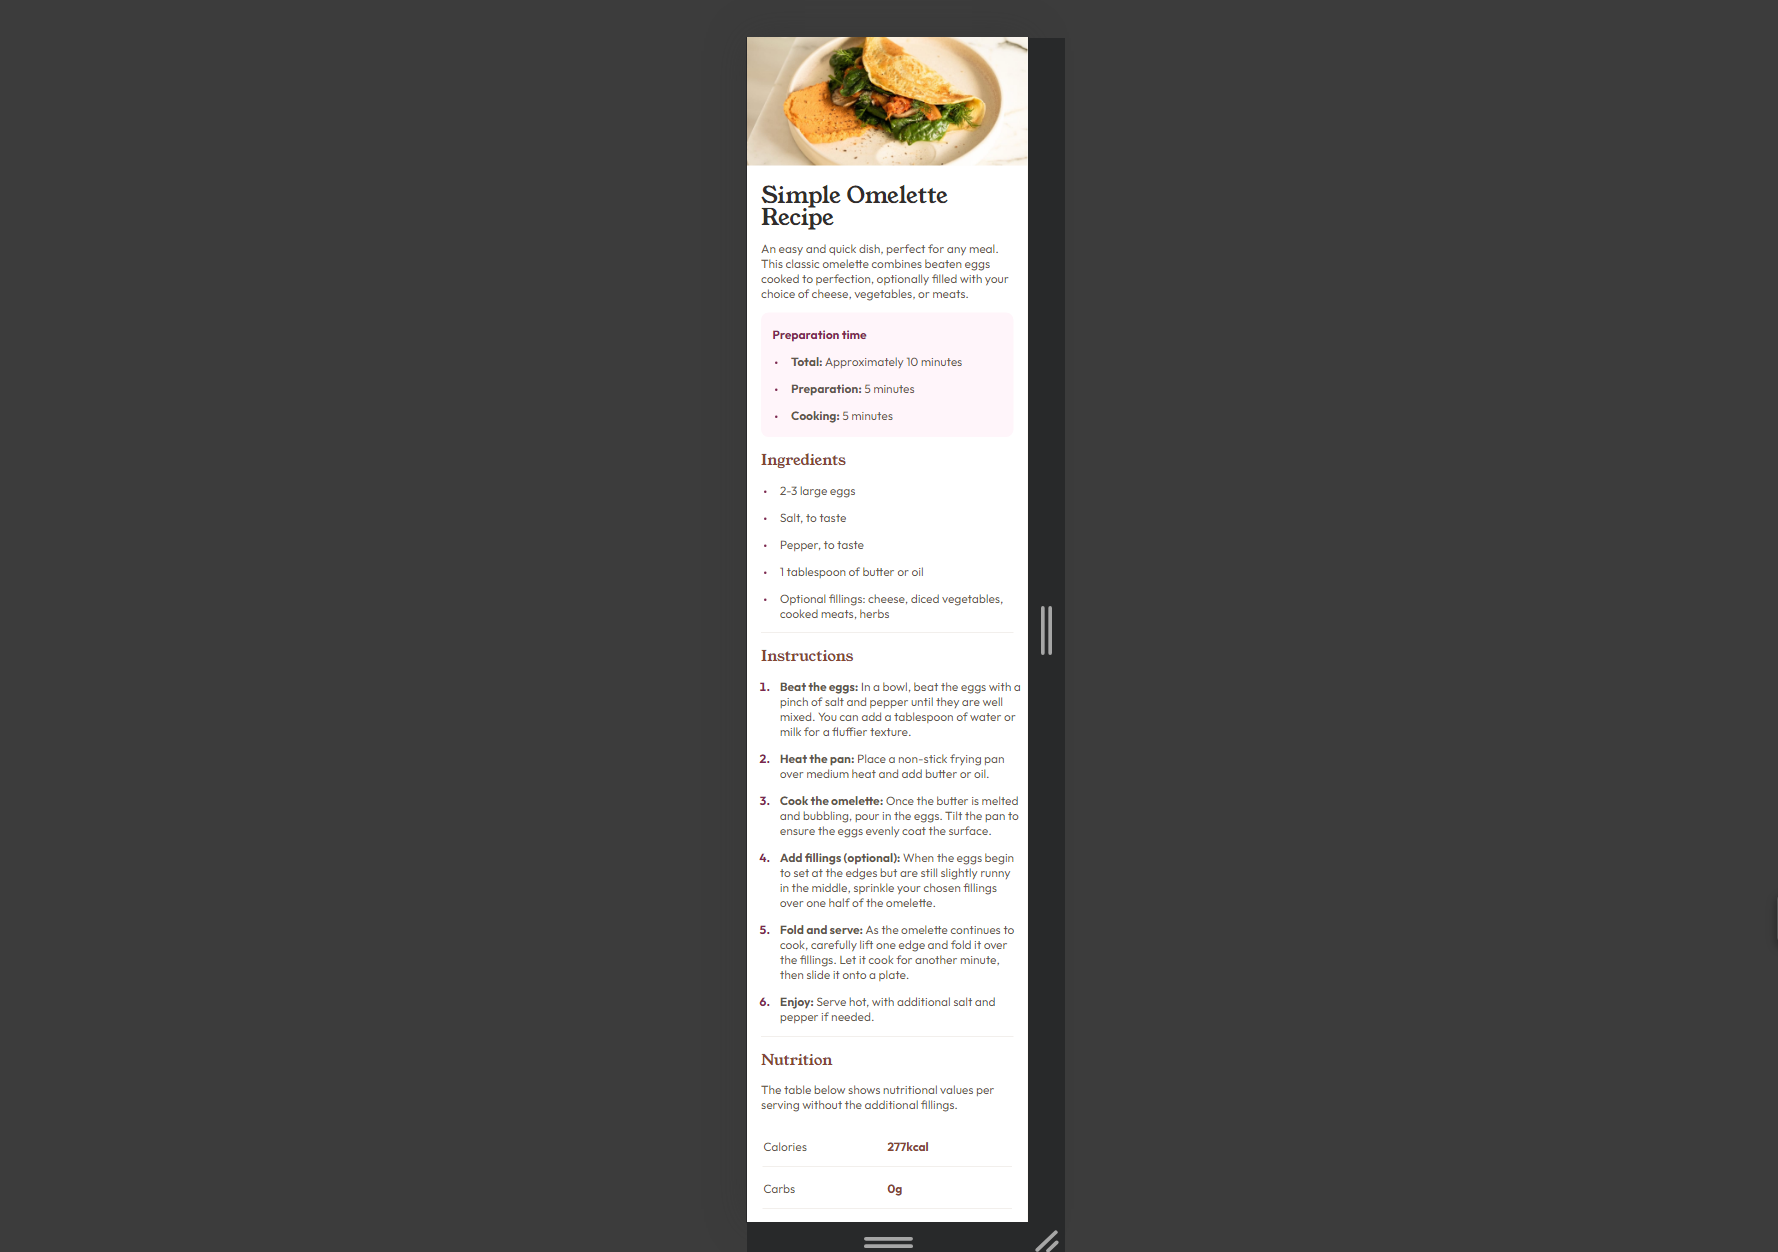 Simple Omelette
Recipe
An easy and quick dish, perfect for any meal.
This classic omelette combines beaten eggs
cooked to perfection, optionally filled with your
choice of cheese, vegetables, or meats.
Preparation time
• Total: Approximately 10 minutes
• Preparation: 5 minutes
• Cooking: 5 minutes
Ingredients
• 2-3 large eggs
• Salt, to taste
• Pepper, to taste
• 1 tablespoon of butter or oil
• Optional fillings: cheese, diced vegetables,
cooked meats, herbs
Instructions
1. Beat the eggs: In a bowl, beat the eggs with a
pinch of salt and pepper until they are well
mixed. You can add a tablespoon of water or
milk for a fluffier texture.
2. Heat the pan: Place a non-stick frying pan
over medium heat and add butter or oil.
3. Cook the omelette: Once the butter is melted
and bubbling, pour in the eggs. Tilt the pan to
ensure the eggs evenly coat the surface.
4. Add fillings (optional): When the eggs begin
to set at the edges but are still slightly runny
in the middle, sprinkle your chosen fillings
over one half of the omelette.
5. Fold and serve: As the omelette continues to
cook, carefully lift one edge and fold it over
the fillings. Let it cook for another minute,
then slide it onto a plate.
6. Enjoy: Serve hot, with additional salt and
pepper if needed.
Nutrition
The table below shows nutritional values per
serving without the additional fillings.
Calories 277kcal
Carbs 0g